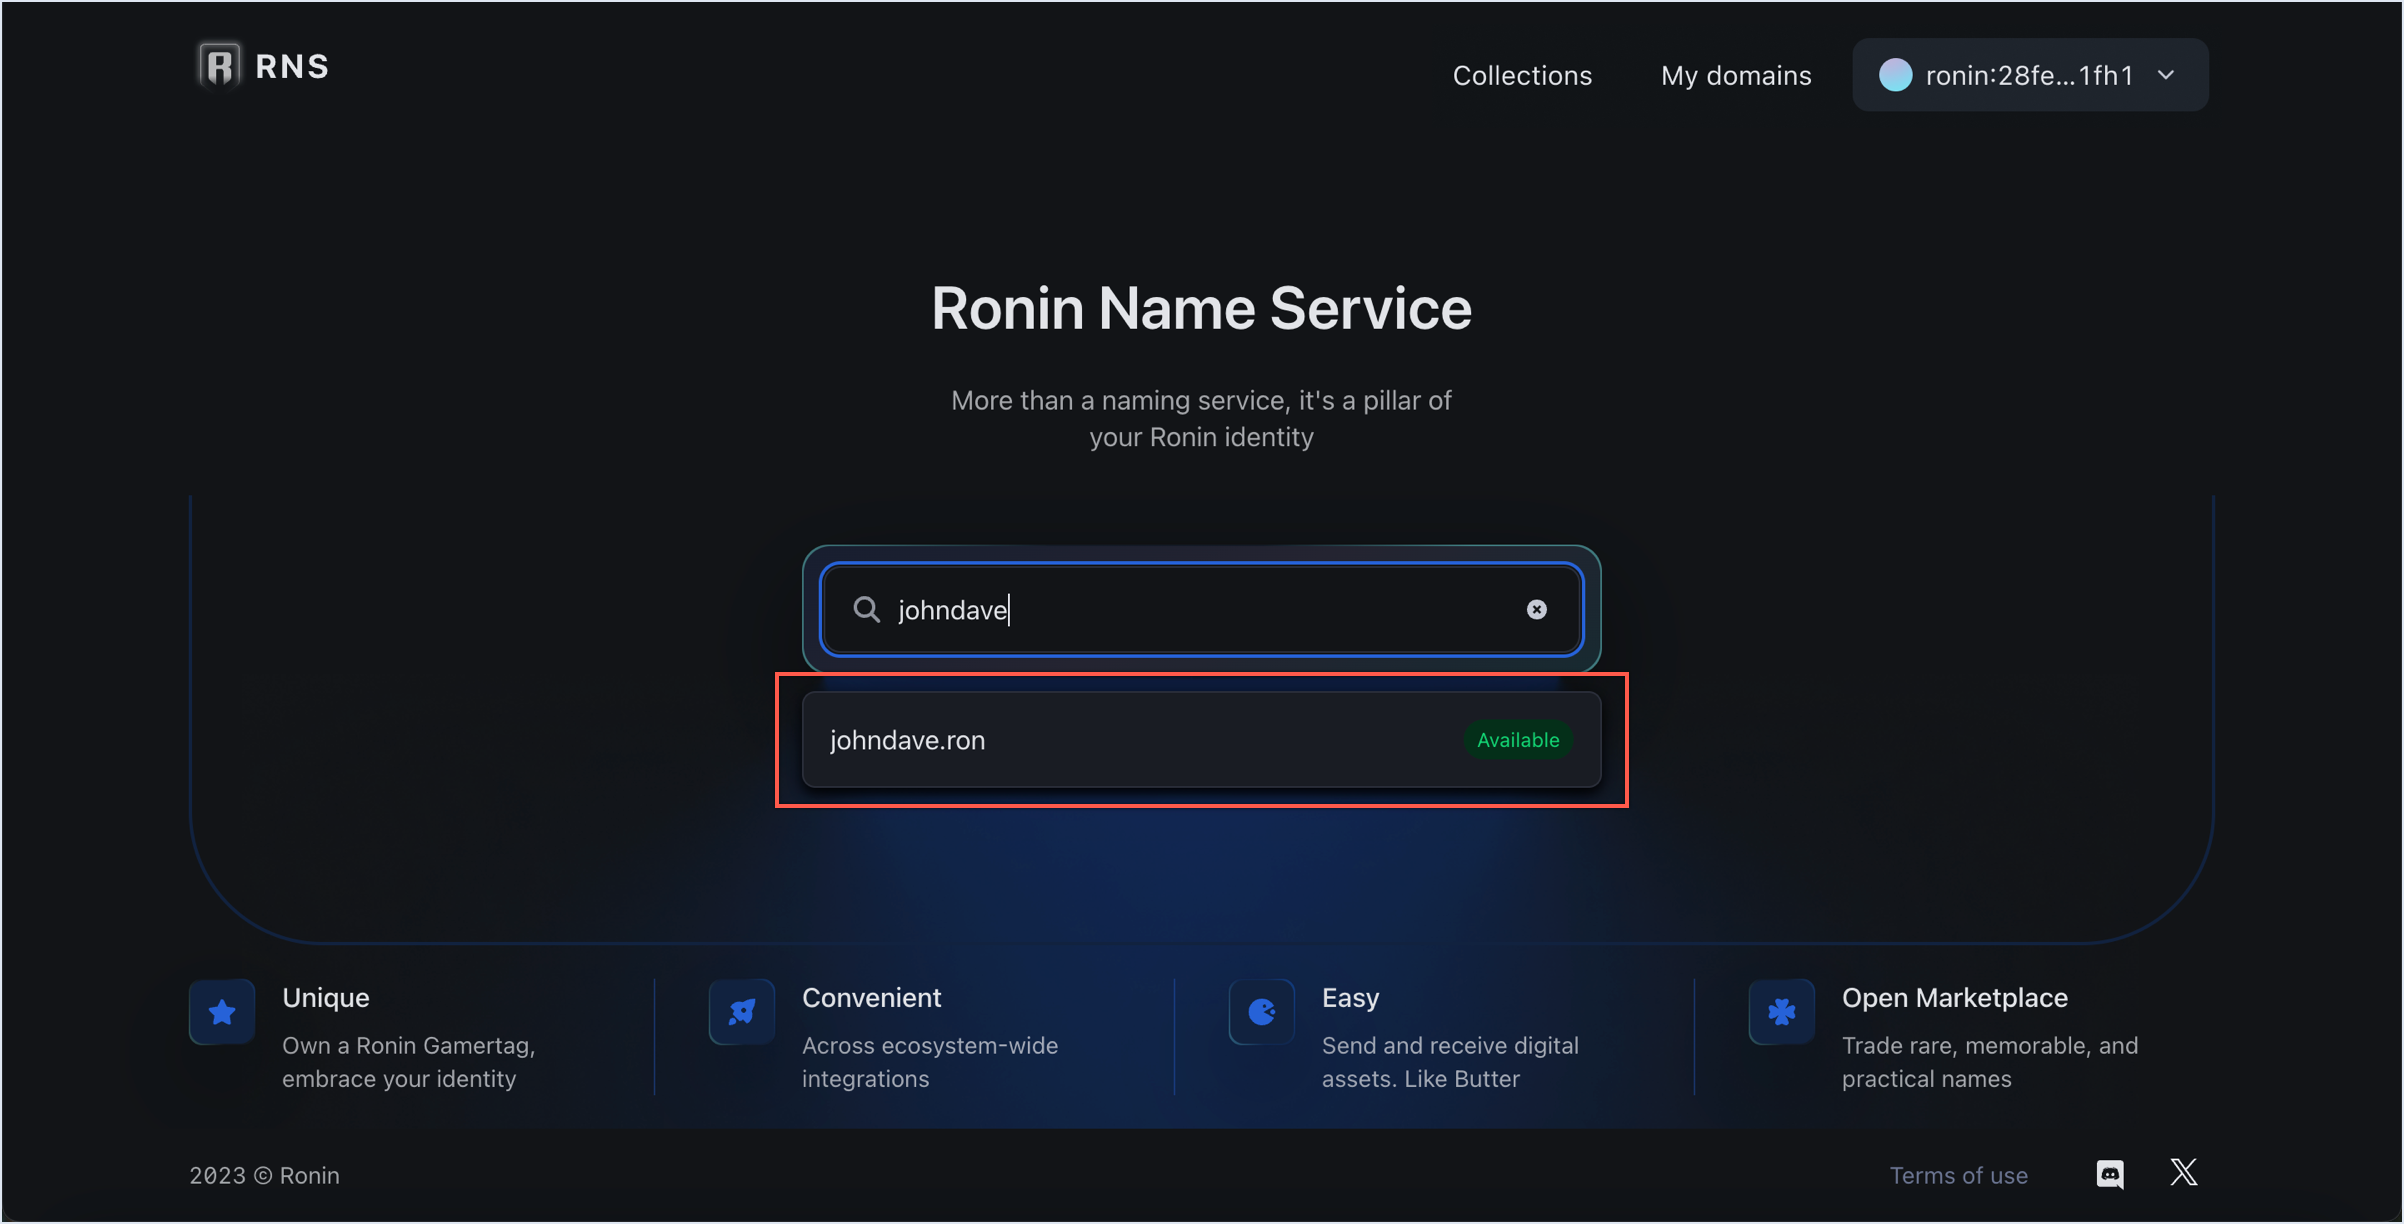 RNS
Collections
My domains
ronin:28fe...1fh1
Ronin Name Service
More than a naming service, it's a pillar of
your Ronin identity
johndave
johndave.ron
Available
Unique
Own a Ronin Gamertag,
embrace your identity
Convenient
Across ecosystem-wide
integrations
Easy
Send and receive digital
assets. Like Butter
Open Marketplace
Trade rare, memorable, and
practical names
2023 © Ronin
Terms of use